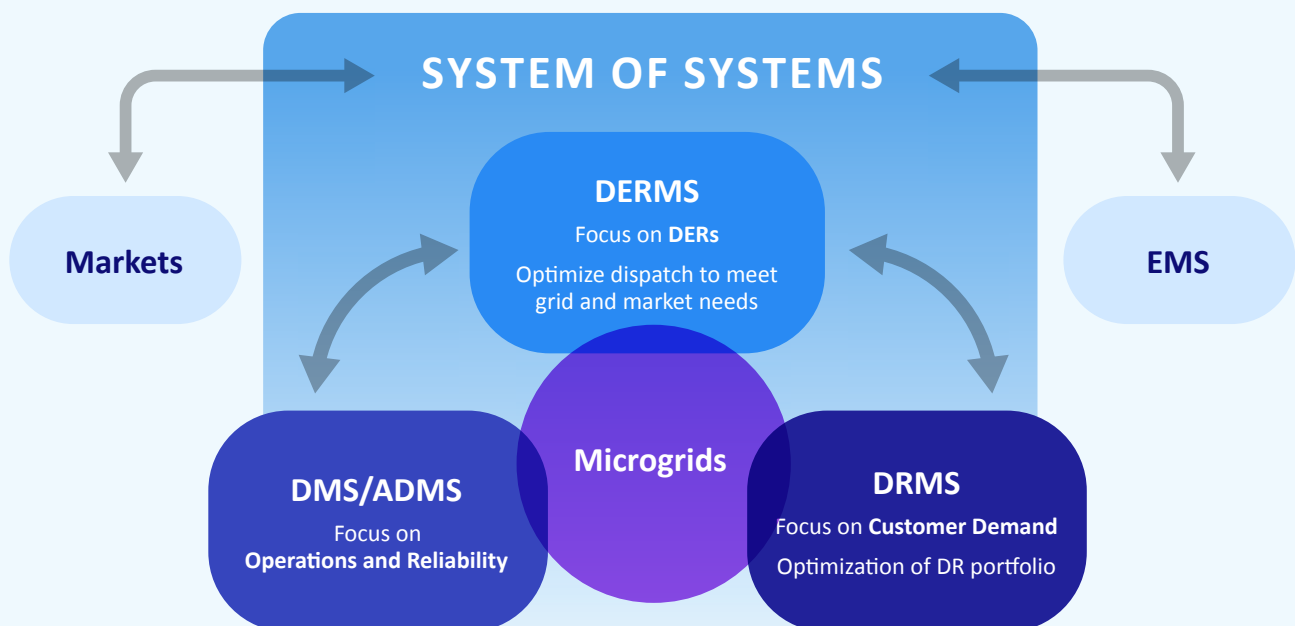 SYSTEM OF SYSTEMS
Markets
EMS
DERMS
Focus on DERs
Optimize dispatch to meet
grid and market needs
Microgrids
DMS/ADMS
Focus on
Operations and Reliability
DRMS
Focus on Customer Demand
Optimization of DR portfolio